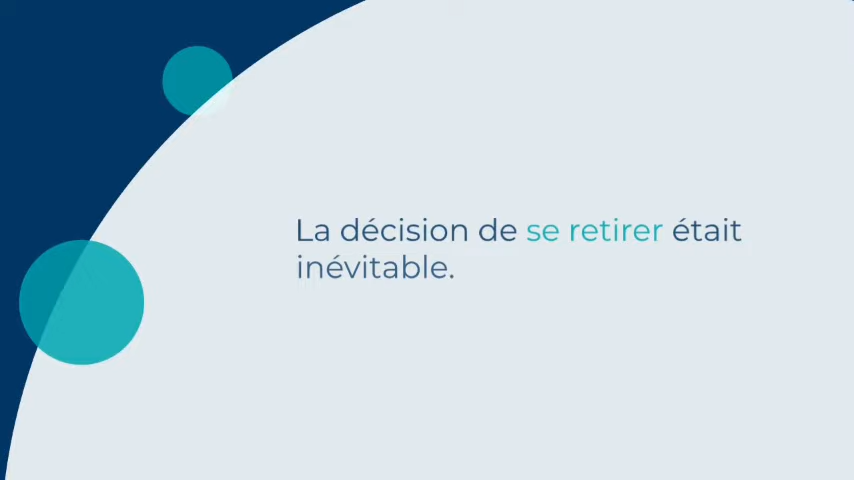 La décision de se retirer était
inévitable.